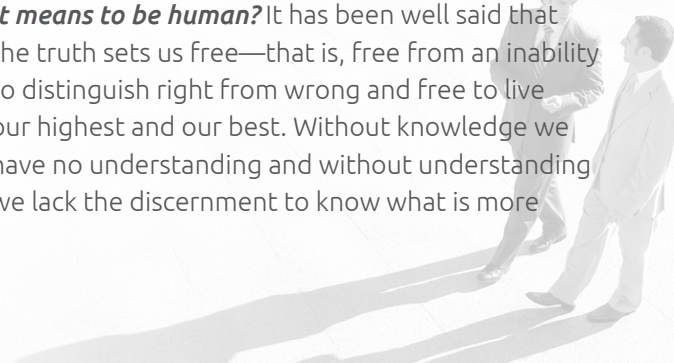 t means to be human? It has been well said that
he truth sets us free—that is, free from an inability
o distinguish right from wrong and free to live
our highest and our best. Without knowledge we
have no understanding and without understanding
we lack the discernment to know what is more